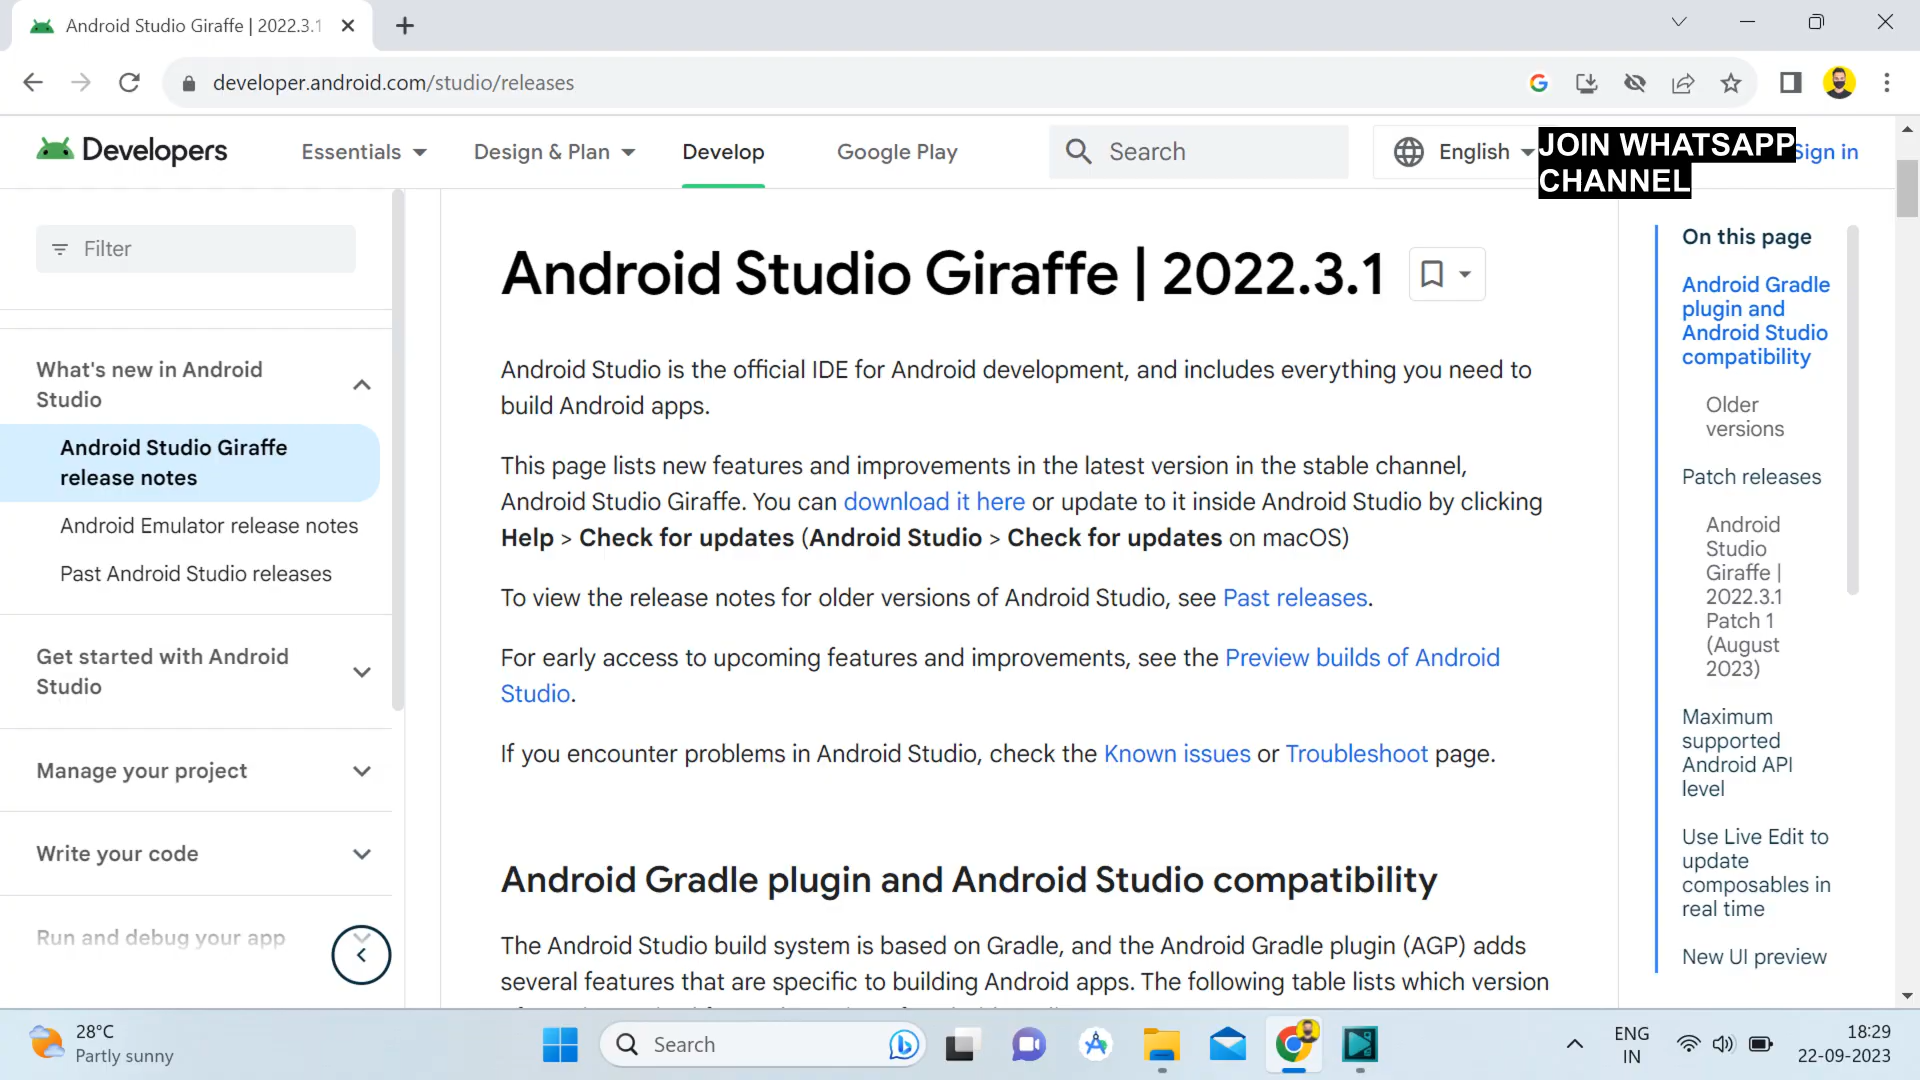 Android Studio Giraffe | 2022.3.1
developer.android.com/studio/releases
Developers
Essentials
Design & Plan
Develop
Google Play
Search
English
JOIN WHATSAPP
CHANNEL
Sign in
Filter
What's new in Android
Studio
Android Studio Giraffe
release notes
Android Emulator release notes
Past Android Studio releases
Get started with Android
Studio
Manage your project
Write your code
Run and debug your app
Android Studio Giraffe | 2022.3.1
Android Studio is the official IDE for Android development, and includes everything you need to
build Android apps.
This page lists new features and improvements in the latest version in the stable channel,
Android Studio Giraffe. You can download it here or update to it inside Android Studio by clicking
Help > Check for updates (Android Studio > Check for updates on macOS)
To view the release notes for older versions of Android Studio, see Past releases.
For early access to upcoming features and improvements, see the Preview builds of Android
Studio.
If you encounter problems in Android Studio, check the Known issues or Troubleshoot page.
Android Gradle plugin and Android Studio compatibility
The Android Studio build system is based on Gradle, and the Android Gradle plugin (AGP) adds
several features that are specific to building Android apps. The following table lists which version
On this page
Android Gradle
plugin and
Android Studio
compatibility
Older
versions
Patch releases
Android
Studio
Giraffe |
2022.3.1
Patch 1
(August
2023)
Maximum
supported
Android API
level
Use Live Edit to
update
composables in
real time
New UI preview
28°C
Partly sunny
Search
ENG
IN
18:29
22-09-2023